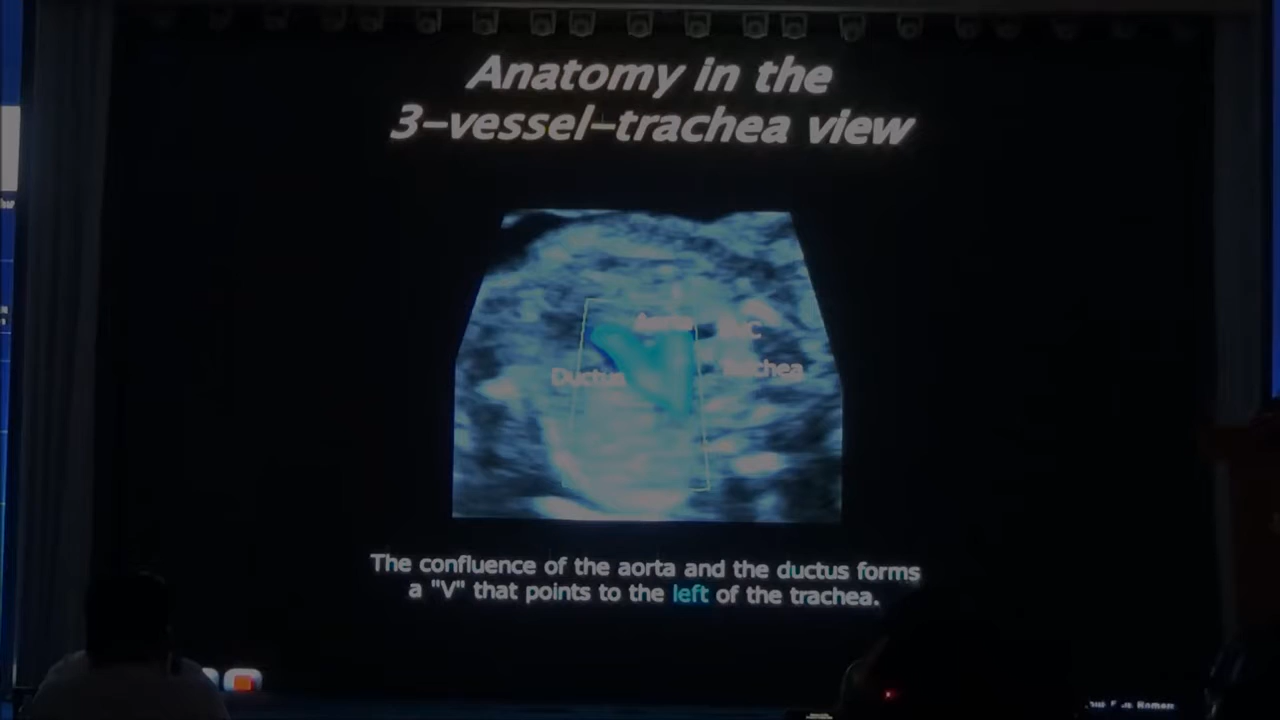 Anatomy in the
3-vessel-trachea view
Aorta
Ductus
Trachea
The confluence of the aorta and the ductus forms
a "V" that points to the left of the trachea.